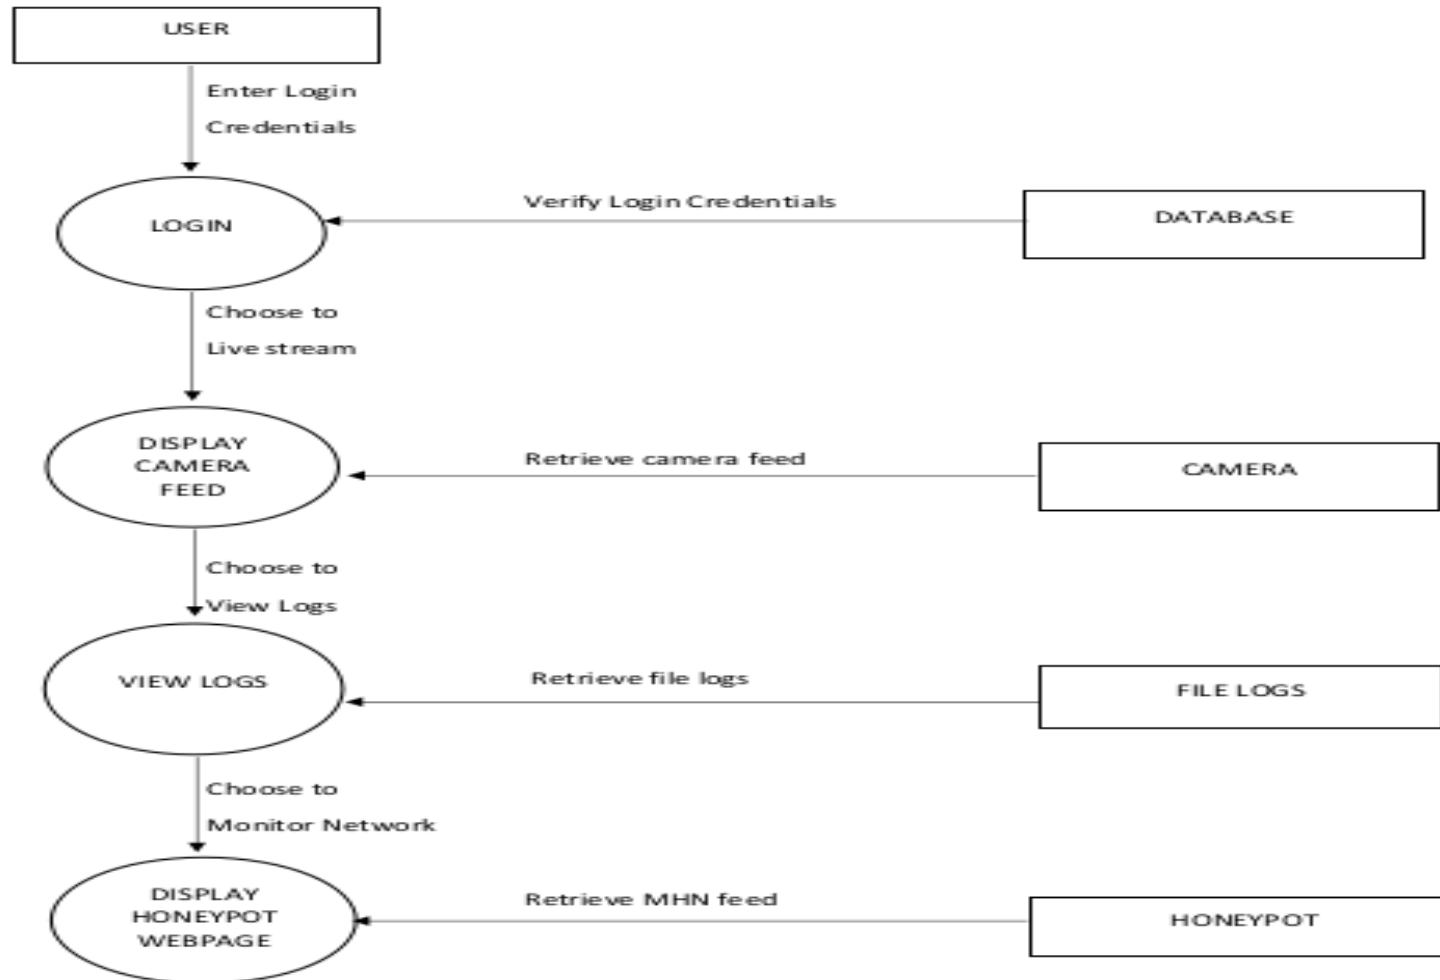 USER
Enter Login
Credentials
LOGIN
Verify Login Credentials
DATABASE
Choose to
Live stream
DISPLAY
CAMERA
FEED
Retrieve camera feed
CAMERA
Choose to
View Logs
VIEW LOGS
Retrieve file logs
FILE LOGS
Choose to
Monitor Network
DISPLAY
HONEYPOT
WEBPAGE
Retrieve MHN feed
HONEYPOT